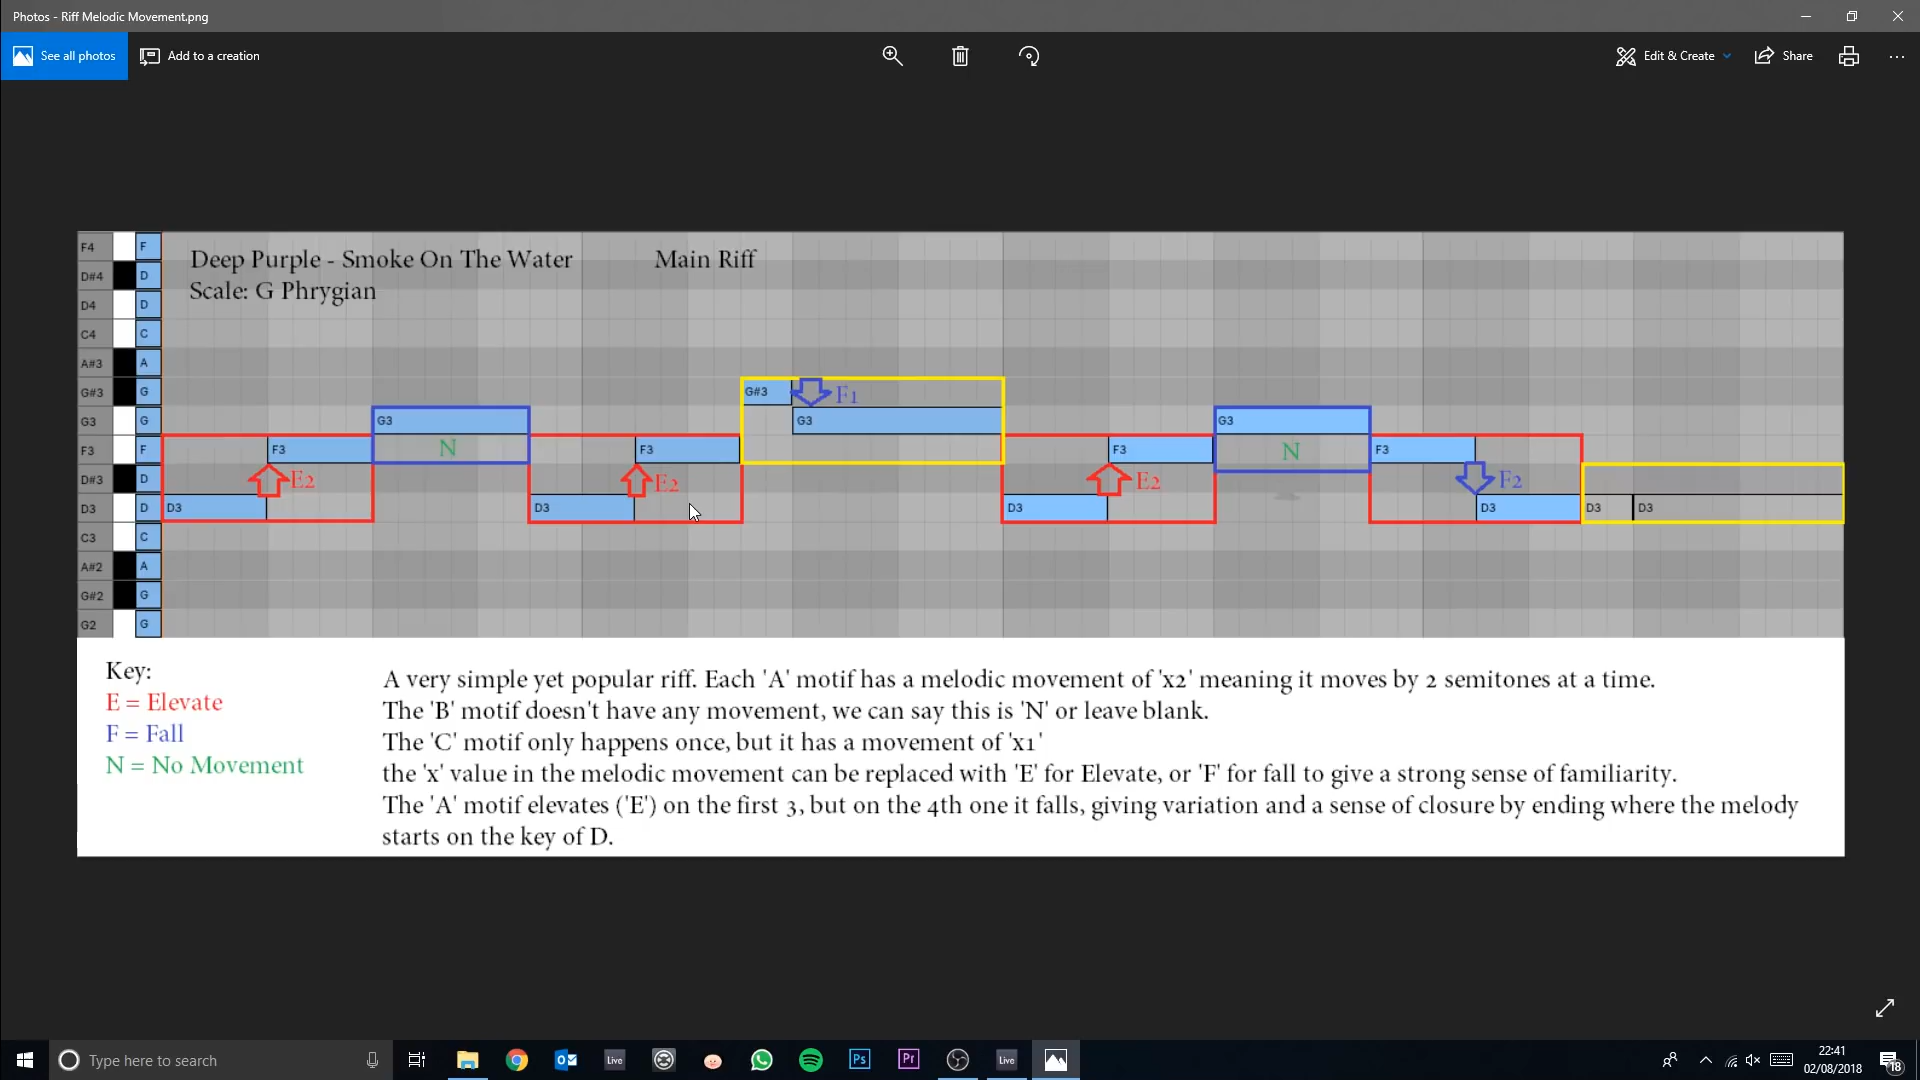 Photos - Riff Melodic Movement.png
See all photos
Add to a creation
Edit & Create
Share
Deep Purple - Smoke On The Water Main Riff
Scale: G Phrygian
F4 F
D#4 D
D4 D
C4 C
A#3 A
G#3 G G#3 F1
G3 G G3 G3 G3
F3 F F3 N F3 F3 N F3
D#3 D E2 E2 E2 F2
D3 D D3 D3 D3 D3 D3 D3
C3 C
A#2 A
G#2 G
G2 G
Key:
E = Elevate
F = Fall
N = No Movement
A very simple yet popular riff. Each 'A' motif has a melodic movement of 'x2' meaning it moves by 2 semitones at a time.
The 'B' motif doesn't have any movement, we can say this is 'N' or leave blank.
The 'C' motif only happens once, but it has a movement of 'x1'
the 'x' value in the melodic movement can be replaced with 'E' for Elevate, or 'F' for fall to give a strong sense of familiarity.
The 'A' motif elevates ('E') on the first 3, but on the 4th one it falls, giving variation and a sense of closure by ending where the melody
starts on the key of D.
Type here to search
Live
Ps
Pr
Live
22:41
02/08/2018
18